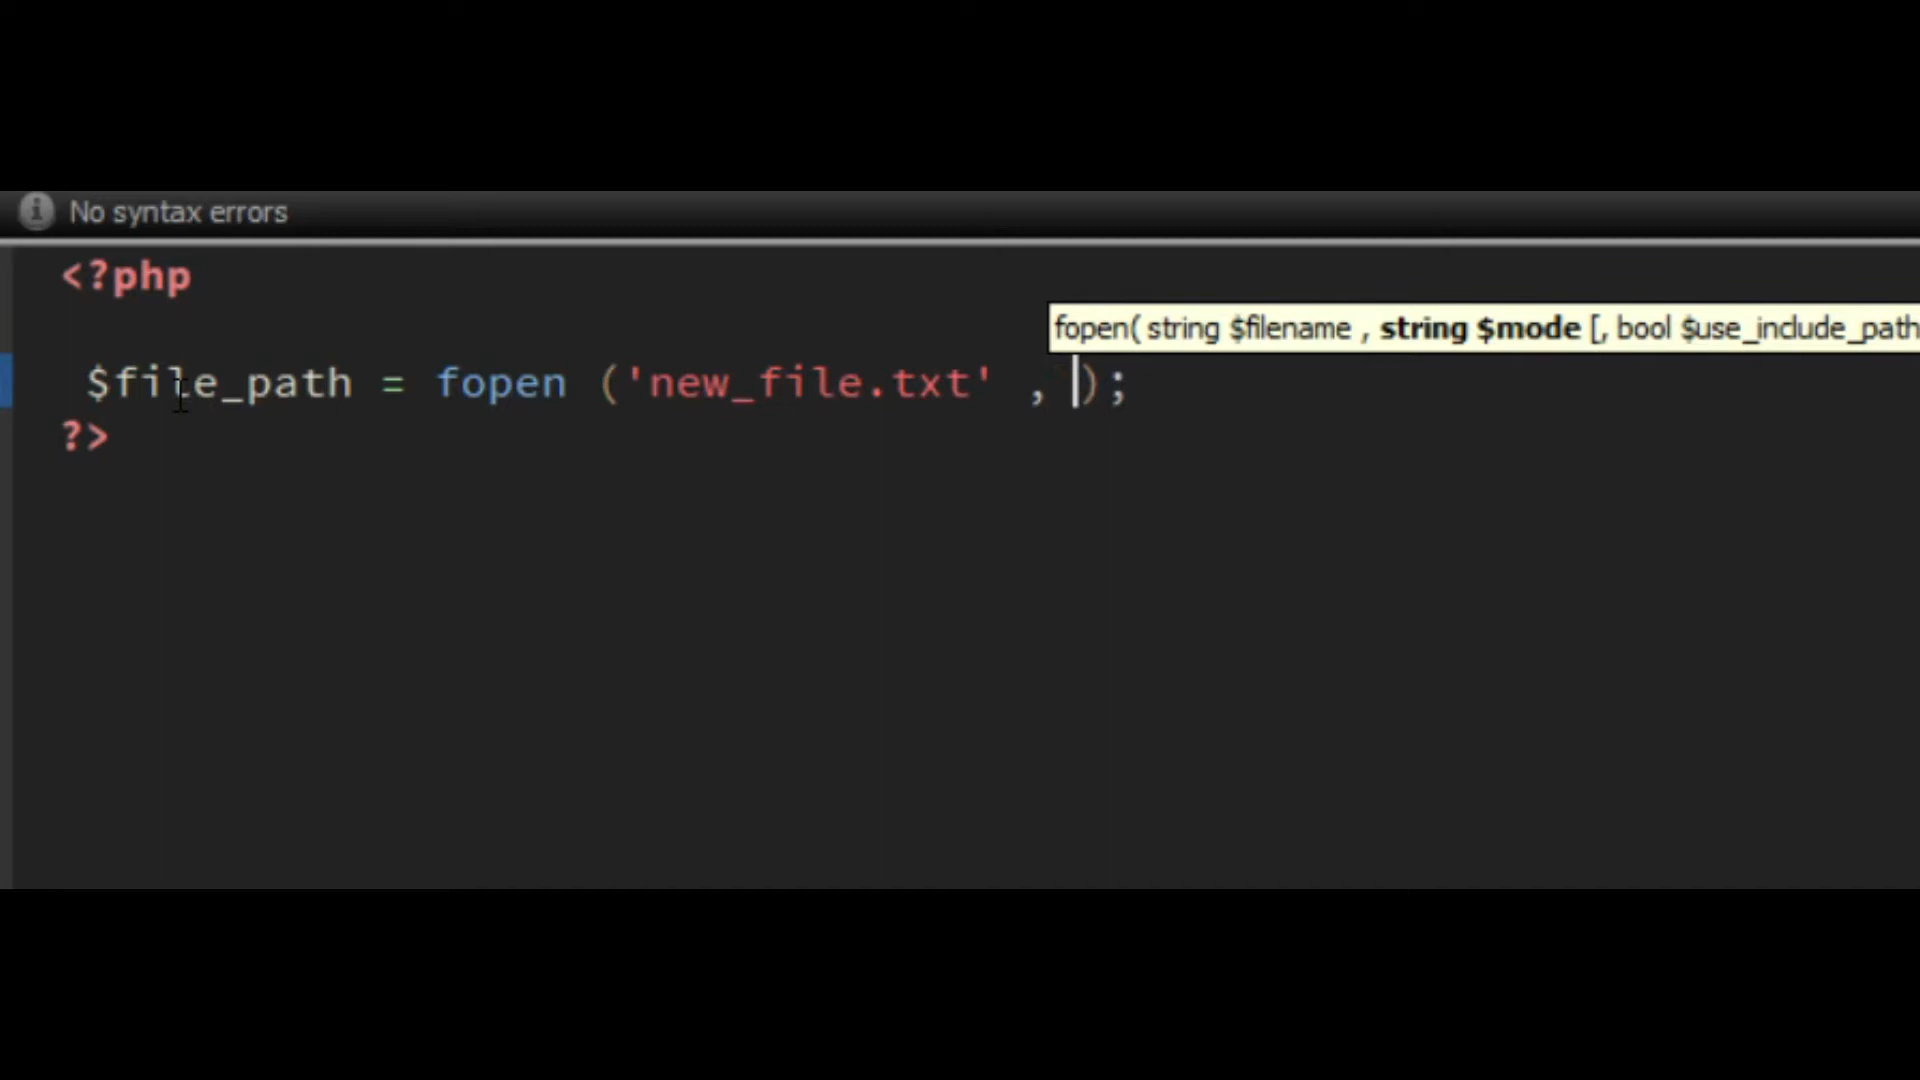 No syntax errors
<?php
fopen( string $filename , string $mode [, bool $use_include_path
$file_path = fopen ('new_file.txt' , );
?>